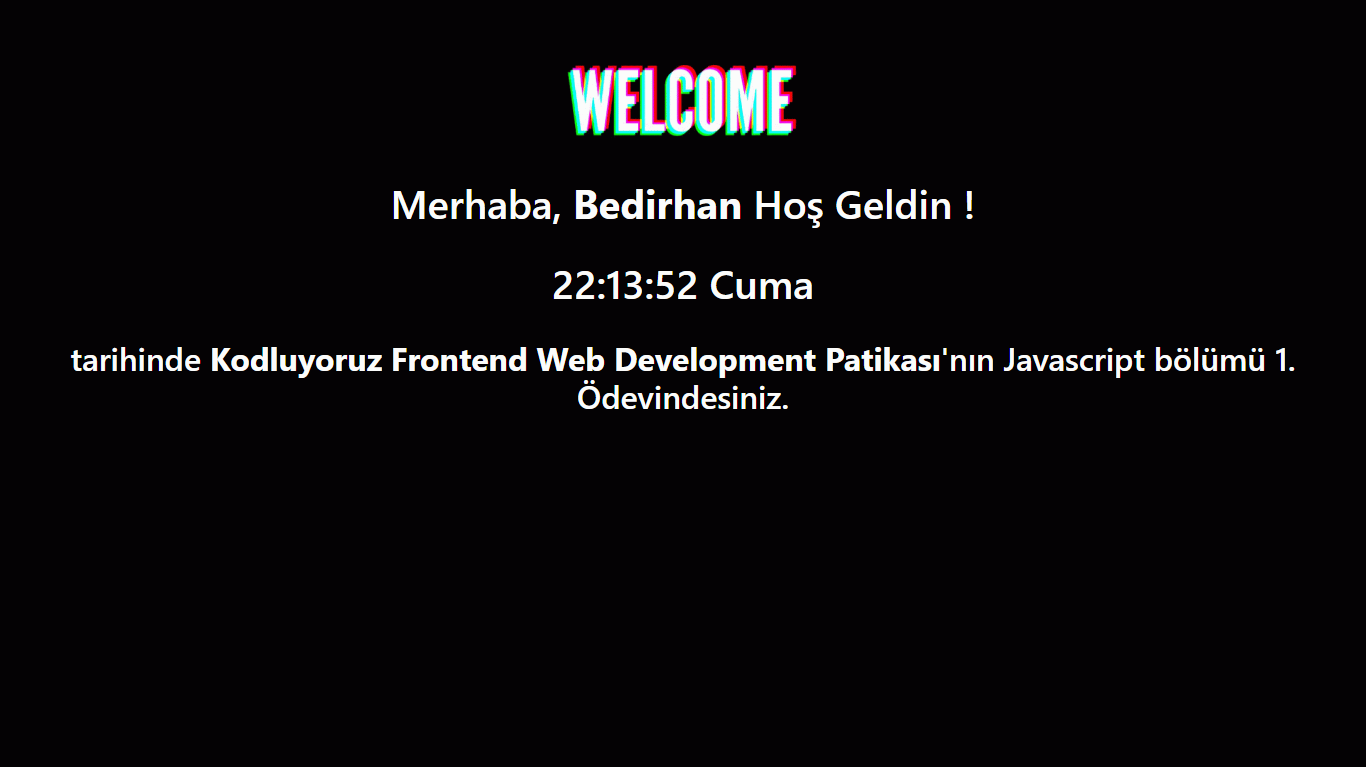 WELCOME
Merhaba, Bedirhan Hoş Geldin !
22:13:52 Cuma
tarihinde Kodluyoruz Frontend Web Development Patikası'nın Javascript bölümü 1.
Ödevindesiniz.